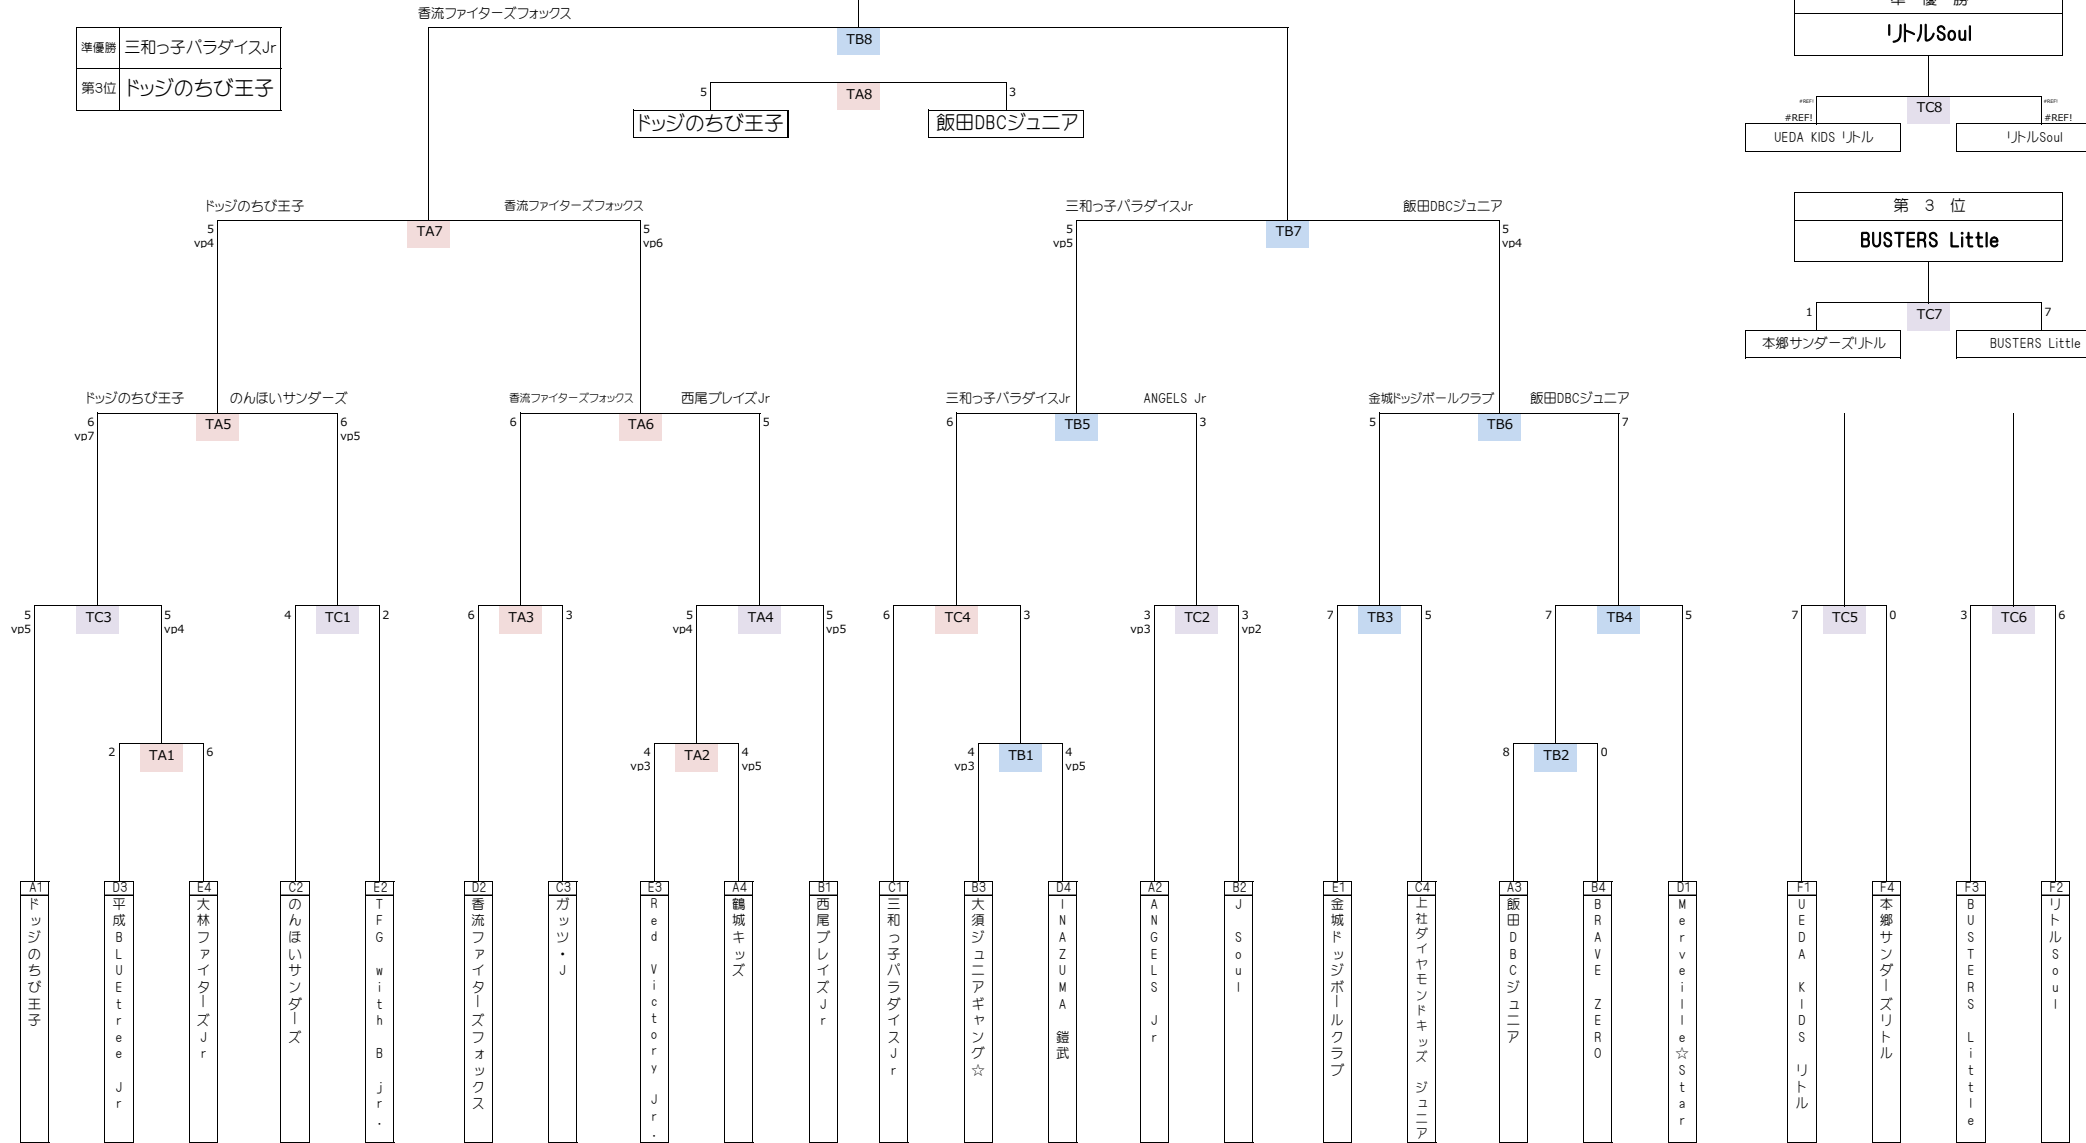 香流ファイターズフォックス
TB8
準優勝 三和っ子パラダイスJr
第3位 ドッジのちび王子
5 TA8 3
ドッジのちび王子 飯田DBCジュニア
準 優 勝
リトルSoul
#REF! TC8 #REF!
#REF! #REF!
UEDA KIDS リトル リトルSoul
ドッジのちび王子 香流ファイターズフォックス 三和っ子パラダイスJr 飯田DBCジュニア
5 TA7 5 5 TB7 5
vp4 vp6 vp5 vp4
第 3 位
BUSTERS Little
1 TC7 7
本郷サンダーズリトル BUSTERS Little
ドッジのちび王子 のんほいサンダーズ 香流ファイターズフォックス 西尾ブレイズJr 三和っ子パラダイスJr ANGELS Jr 金城ドッジボールクラブ 飯田DBCジュニア
6 TA5 6 6 TA6 5 6 TB5 3 5 TB6 7
vp7 vp5
5 TC3 5 4 TC1 2 6 TA3 3 5 TA4 5 6 TC4 3 3 TC2 3 7 TB3 5 7 TB4 5 7 TC5 0 3 TC6 6
vp5 vp4 vp4 vp5 vp3 vp2
2 TA1 6 4 TA2 4 4 TB1 4 8 TB2 0
vp3 vp5 vp3 vp5
A1 D3 E4 C2 E2 D2 C3 E3 A4 B1 C1 B3 D4 A2 B2 E1 C4 A3 B4 D1 F1 F4 F3 F2
ドッジのちび王子
平成BLUEtree Jr
大林ファイターズJr
のんほいサンダーズ
TFG with B jr.
香流ファイターズフォックス
ガッツ・J
Red Victory Jr.
鶴城キッズ
西尾ブレイズJr
三和っ子パラダイスJr
大須ジュニアギャング☆
INAZUMA 鎧武
ANGELS Jr
J Soul
金城ドッジボールクラブ
上社ダイヤモンドキッズ ジュニア
飯田DBCジュニア
BRAVE ZERO
Merveille☆Star
UEDA KIDS リトル
本郷サンダーズリトル
BUSTERS Little
リトルSoul